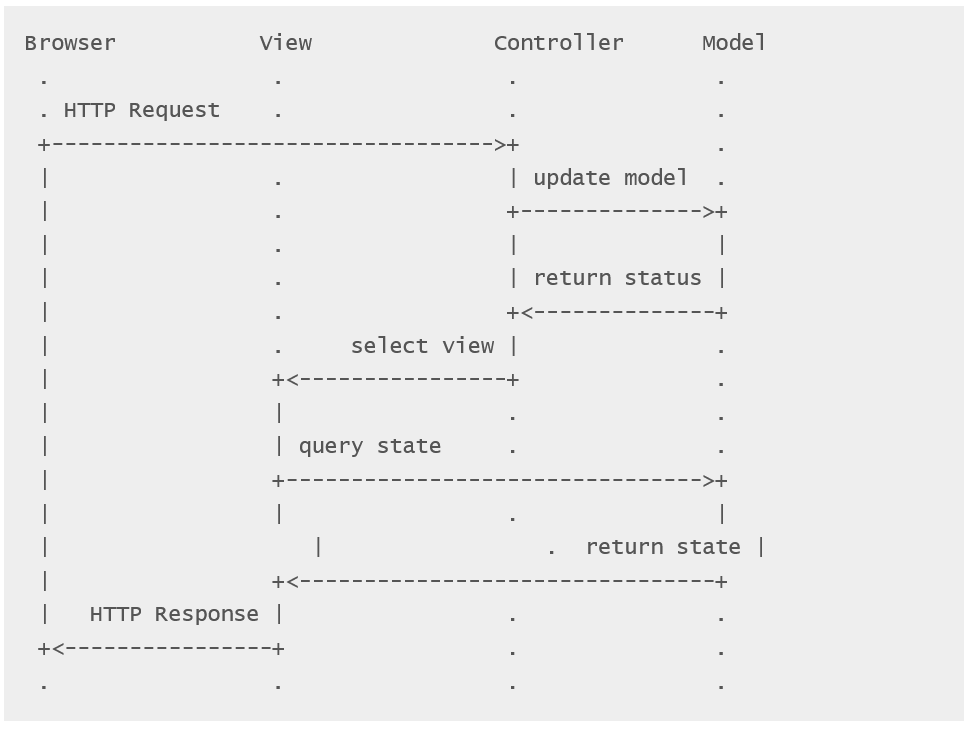 Browser           View              Controller      Model
 .                 .                 .               .
 . HTTP Request    .                 .               .
 +---------------------------------->+               .
 |                 .                 | update model  .
 |                 .                 +-------------->+
 |                 .                 |               |
 |                 .                 | return status |
 |                 .                 +<--------------+
 |                 .     select view |               .
 |                 +<----------------+               .
 |                 |                 .               .
 |                 | query state     .               .
 |                 +-------------------------------->+
 |                 |                 .               |
 |                    |                 .  return state |
 |                 +<--------------------------------+
 |   HTTP Response |                 .               .
 +<----------------+                 .               .
 .                 .                 .               .